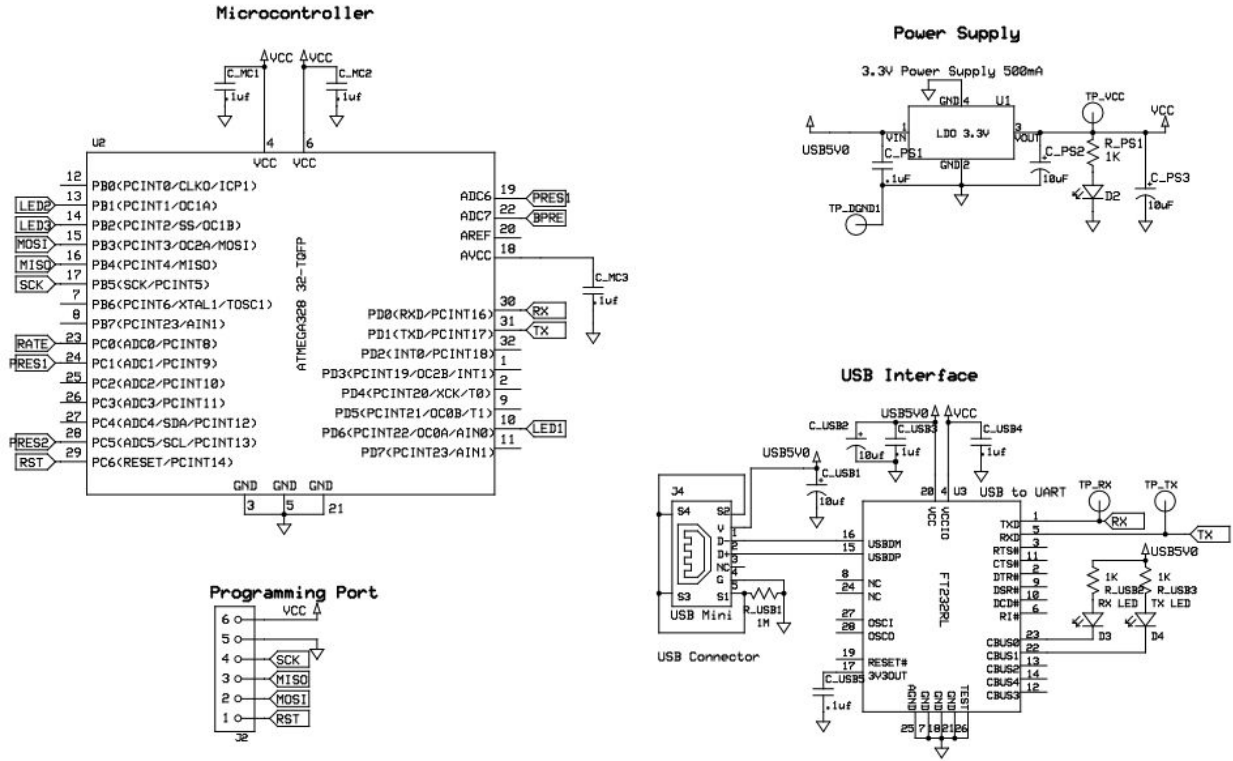 Microcontroller
VCC VCC
C_MC1 C_MC2
.1uf .1uf
U2
4 6
VCC VCC
ATMEGA328 32-TQFP
12 PB0(PCINT0/CLKO/ICP1)
LED2 13 PB1(PCINT1/OC1A)
LED3 14 PB2(PCINT2/SS/OC1B)
MOSI 15 PB3(PCINT3/OC2A/MOSI)
MISO 16 PB4(PCINT4/MISO)
SCK 17 PB5(SCK/PCINT5)
7 PB6(PCINT6/XTAL1/TOSC1)
8 PB7(PCINT23/AIN1)
RATE 23 PC0(ADC0/PCINT8)
PRES1 24 PC1(ADC1/PCINT9)
25 PC2(ADC2/PCINT10)
26 PC3(ADC3/PCINT11)
27 PC4(ADC4/SDA/PCINT12)
PRES2 28 PC5(ADC5/SCL/PCINT13)
RST 29 PC6(RESET/PCINT14)
ADC6 19 PRES1
ADC7 22 BPRE
AREF 20
AVCC 18
C_MC3
.1uf
PD0(RXD/PCINT16) 30 RX
PD1(TXD/PCINT17) 31 TX
PD2(INT0/PCINT18) 32
PD3(PCINT19/OC2B/INT1) 1
PD4(PCINT20/XCK/T0) 2
PD5(PCINT21/OC0B/T1) 9
PD6(PCINT22/OC0A/AIN0) 10 LED1
PD7(PCINT23/AIN1) 11
GND GND GND
3 5 21
Power Supply
3.3V Power Supply 500mA
GND 4 U1
USB5V0 1 VIN LDO 3.3V 3 VOUT
GND 2
TP_VCC
VCC
C_PS1
.1uF
TP_DGND1
C_PS2
10uF
R_PS1
1K
D2
C_PS3
10uF
USB Interface
USB5V0 VCC
C_USB2 C_USB3 C_USB4
10uf .1uf .1uf
USB5V0
C_USB1
10uf
J4
S4 S2
V 1
D- 2
D+ 3
NC 4
G 5
S3 S1
USB Mini
R_USB1
1M
USB Connector
20 4 U3 USB to UART
VCC VCCIO
FT232RL
16 USBDM
15 USBDP
8 NC
24 NC
27 OSCI
28 OSCO
19 RESET#
17 3V3OUT
C_USB5
.1uf
TXD 1 RX
RXD 5 TX
RTS# 3
CTS# 11
DTR# 2
DSR# 9
DCD# 10
RI# 6
CBUS0 23
CBUS1 22
CBUS2 13
CBUS4 14
CBUS3 12
AGND GND GND GND TEST
25 7 18 21 26
TP_RX TP_TX
USB5V0
1K 1K
R_USB2 R_USB3
RX LED TX LED
D3 D4
Programming Port
6 VCC
5
4 SCK
3 MISO
2 MOSI
1 RST
J2